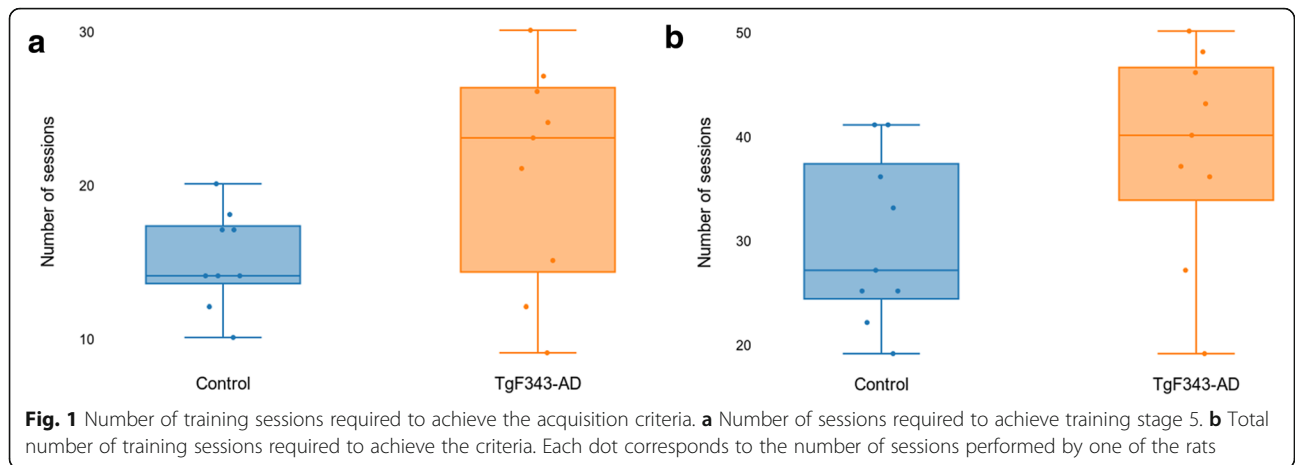 a
30
20
10
Number of sessions
Control
TgF343-AD
b
50
40
30
20
Number of sessions
Control
TgF343-AD
Fig. 1 Number of training sessions required to achieve the acquisition criteria. a Number of sessions required to achieve training stage 5. b Total
number of training sessions required to achieve the criteria. Each dot corresponds to the number of sessions performed by one of the rats